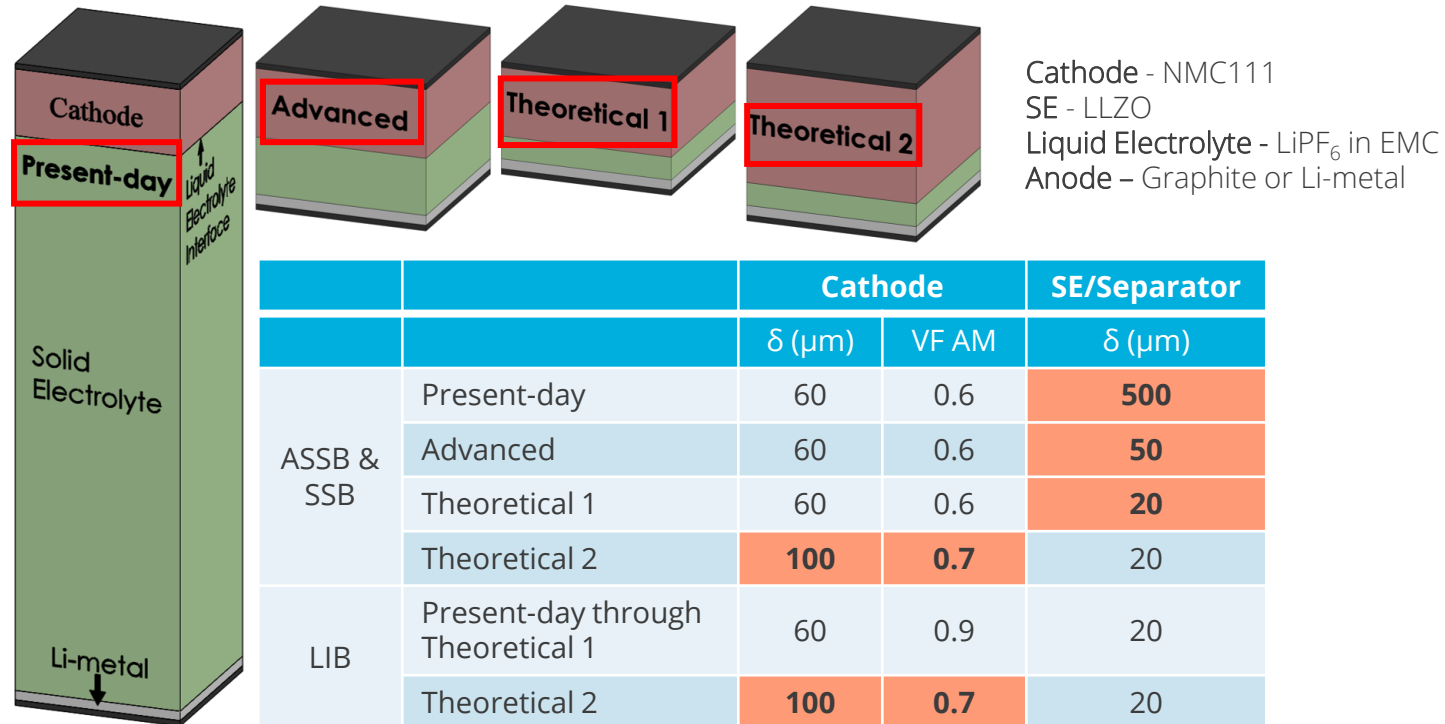 Cathode
Present-day
Liquid
Electrolyte
Interface
Solid
Electrolyte
Li-metal
Advanced
Theoretical 1
Theoretical 2
Cathode - NMC111
SE - LLZO
Liquid Electrolyte - LiPF₆ in EMC
Anode – Graphite or Li-metal
Cathode SE/Separator
δ (µm) VF AM δ (µm)
ASSB &
SSB
Present-day 60 0.6 500
Advanced 60 0.6 50
Theoretical 1 60 0.6 20
Theoretical 2 100 0.7 20
LIB
Present-day through
Theoretical 1 60 0.9 20
Theoretical 2 100 0.7 20